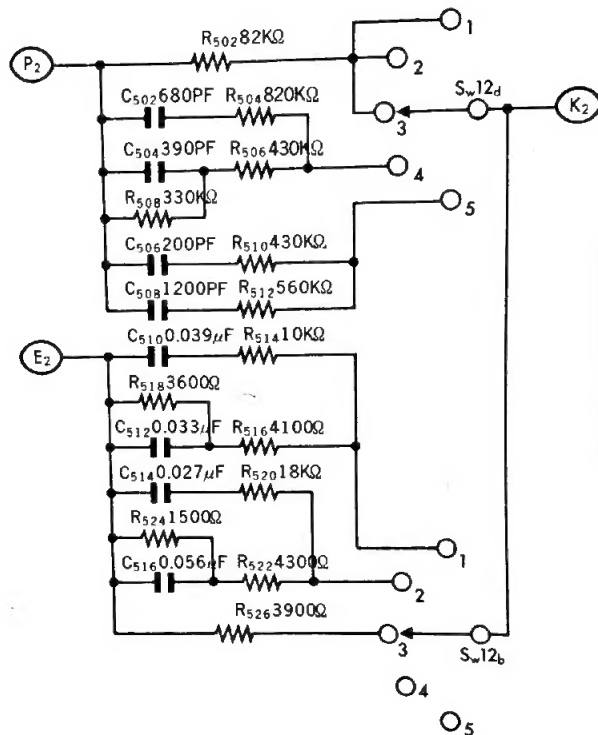 1
R502 82KΩ
P2
2
Sw12d
K2
C502 680PF R504 820KΩ
3
C504 390PF R506 430KΩ
4
R508 330KΩ
5
C506 200PF R510 430KΩ
C508 1200PF R512 560KΩ
C510 0.039μF R514 10KΩ
E2
R518 3600Ω
C512 0.033μF R516 4100Ω
C514 0.027μF R520 18KΩ
R524 1500Ω
1
C516 0.056μF R522 4300Ω
2
R526 3900Ω
3
Sw12b
4
5